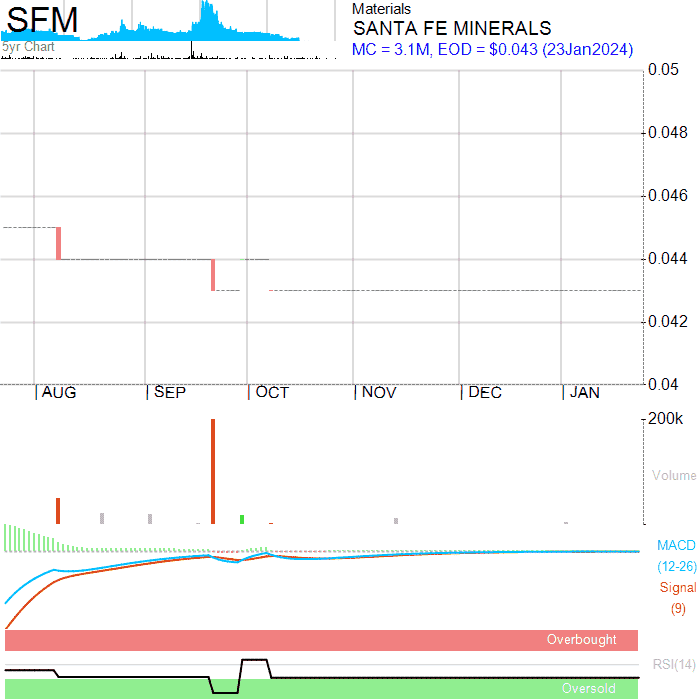 SFM
5yr Chart
Materials
SANTA FE MINERALS
MC = 3.1M, EOD = $0.043 (23Jan2024)
0.05
0.048
0.046
0.044
0.042
0.04
AUG SEP OCT NOV DEC JAN
200k
Volume
MACD
(12-26)
Signal
(9)
Overbought
RSI(14)
Oversold